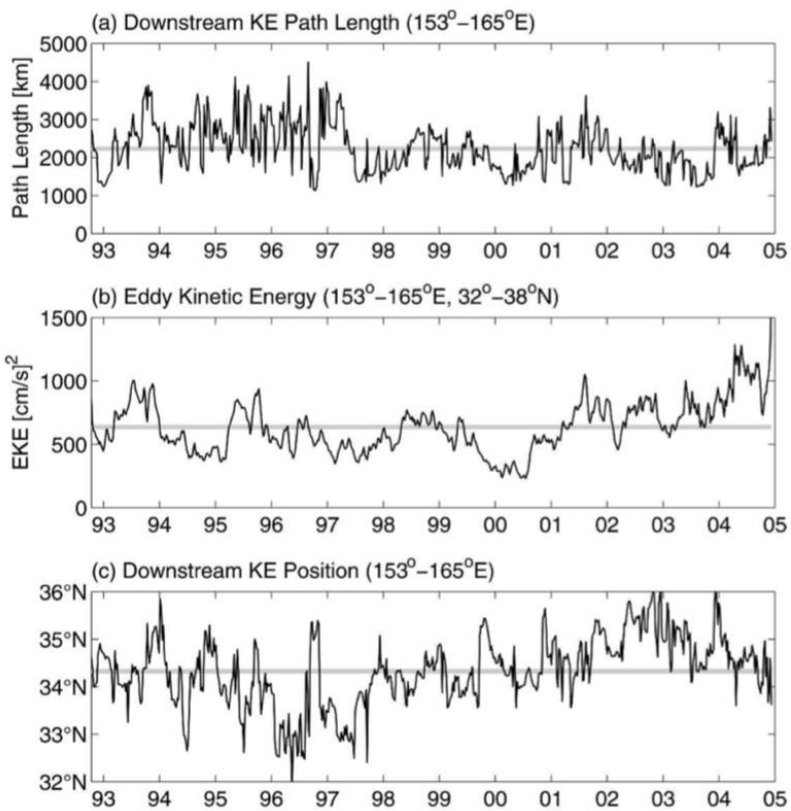 (a) Downstream KE Path Length (153°–165°E)
5000
4000
3000
2000
1000
0
Path Length [km]
93 94 95 96 97 98 99 00 01 02 03 04 05
(b) Eddy Kinetic Energy (153°–165°E, 32°–38°N)
1500
1000
500
0
EKE [cm/s]²
93 94 95 96 97 98 99 00 01 02 03 04 05
(c) Downstream KE Position (153°–165°E)
36°N
35°N
34°N
33°N
32°N
93 94 95 96 97 98 99 00 01 02 03 04 05